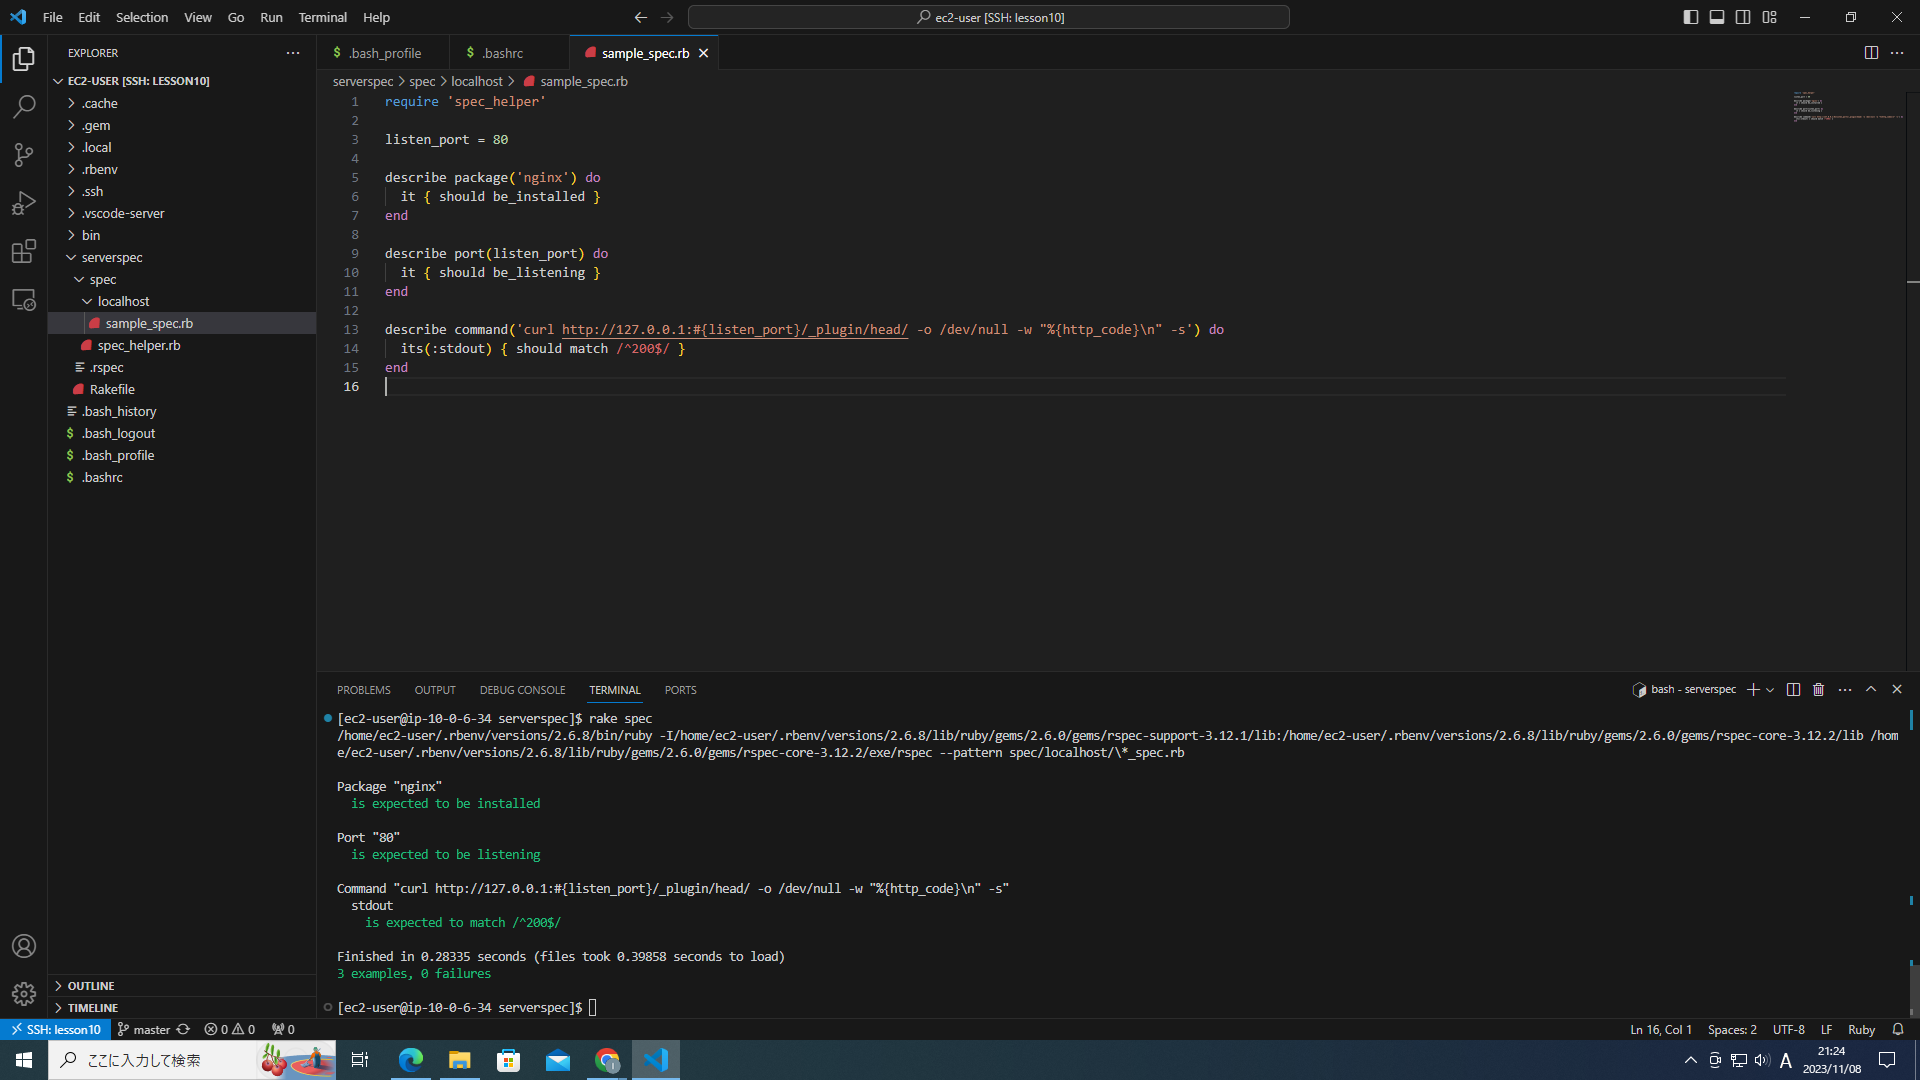 File Edit Selection View Go Run Terminal Help
ec2-user [SSH: lesson10]
EXPLORER
EC2-USER [SSH: LESSON10]
.cache
.gem
.local
.rbenv
.ssh
.vscode-server
bin
serverspec
spec
localhost
sample_spec.rb
spec_helper.rb
.rspec
Rakefile
.bash_history
.bash_logout
.bash_profile
.bashrc
OUTLINE
TIMELINE
.bash_profile .bashrc sample_spec.rb
serverspec > spec > localhost > sample_spec.rb
1 require 'spec_helper'
2
3 listen_port = 80
4
5 describe package('nginx') do
6 it { should be_installed }
7 end
8
9 describe port(listen_port) do
10 it { should be_listening }
11 end
12
13 describe command('curl http://127.0.0.1:#{listen_port}/_plugin/head/ -o /dev/null -w "%{http_code}\n" -s') do
14 its(:stdout) { should match /^200$/ }
15 end
16
PROBLEMS OUTPUT DEBUG CONSOLE TERMINAL PORTS
bash - serverspec
[ec2-user@ip-10-0-6-34 serverspec]$ rake spec
/home/ec2-user/.rbenv/versions/2.6.8/bin/ruby -I/home/ec2-user/.rbenv/versions/2.6.8/lib/ruby/gems/2.6.0/gems/rspec-support-3.12.1/lib:/home/ec2-user/.rbenv/versions/2.6.8/lib/ruby/gems/2.6.0/gems/rspec-core-3.12.2/lib /hom
e/ec2-user/.rbenv/versions/2.6.8/lib/ruby/gems/2.6.0/gems/rspec-core-3.12.2/exe/rspec --pattern spec/localhost/\*_spec.rb
Package "nginx"
is expected to be installed
Port "80"
is expected to be listening
Command "curl http://127.0.0.1:#{listen_port}/_plugin/head/ -o /dev/null -w "%{http_code}\n" -s"
stdout
is expected to match /^200$/
Finished in 0.28335 seconds (files took 0.39858 seconds to load)
3 examples, 0 failures
[ec2-user@ip-10-0-6-34 serverspec]$
SSH: lesson10 master 0 0 0
Ln 16, Col 1 Spaces: 2 UTF-8 LF Ruby
ここに入力して検索
A
21:24
2023/11/08